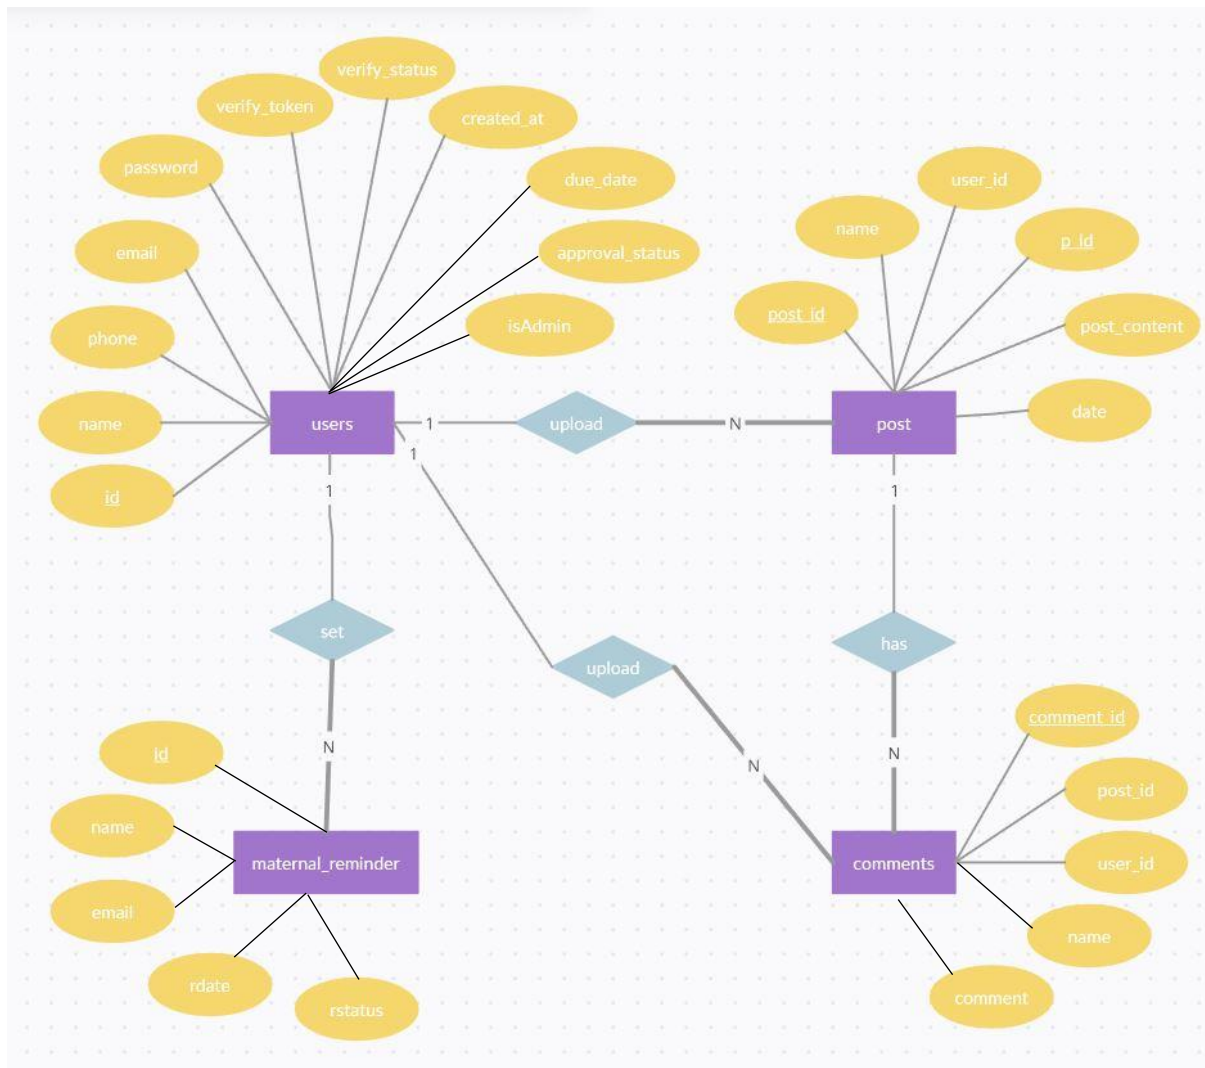 verify_status
verify_token
created_at
password
due_date
user_id
name
email
approval_status
p_id
post_id
isAdmin
phone
post_content
date
name
users
1
upload
N
post
1
id
1
1
set
has
upload
comment_id
N
id
N
N
post_id
name
maternal_reminder
comments
user_id
email
name
rdate
comment
rstatus